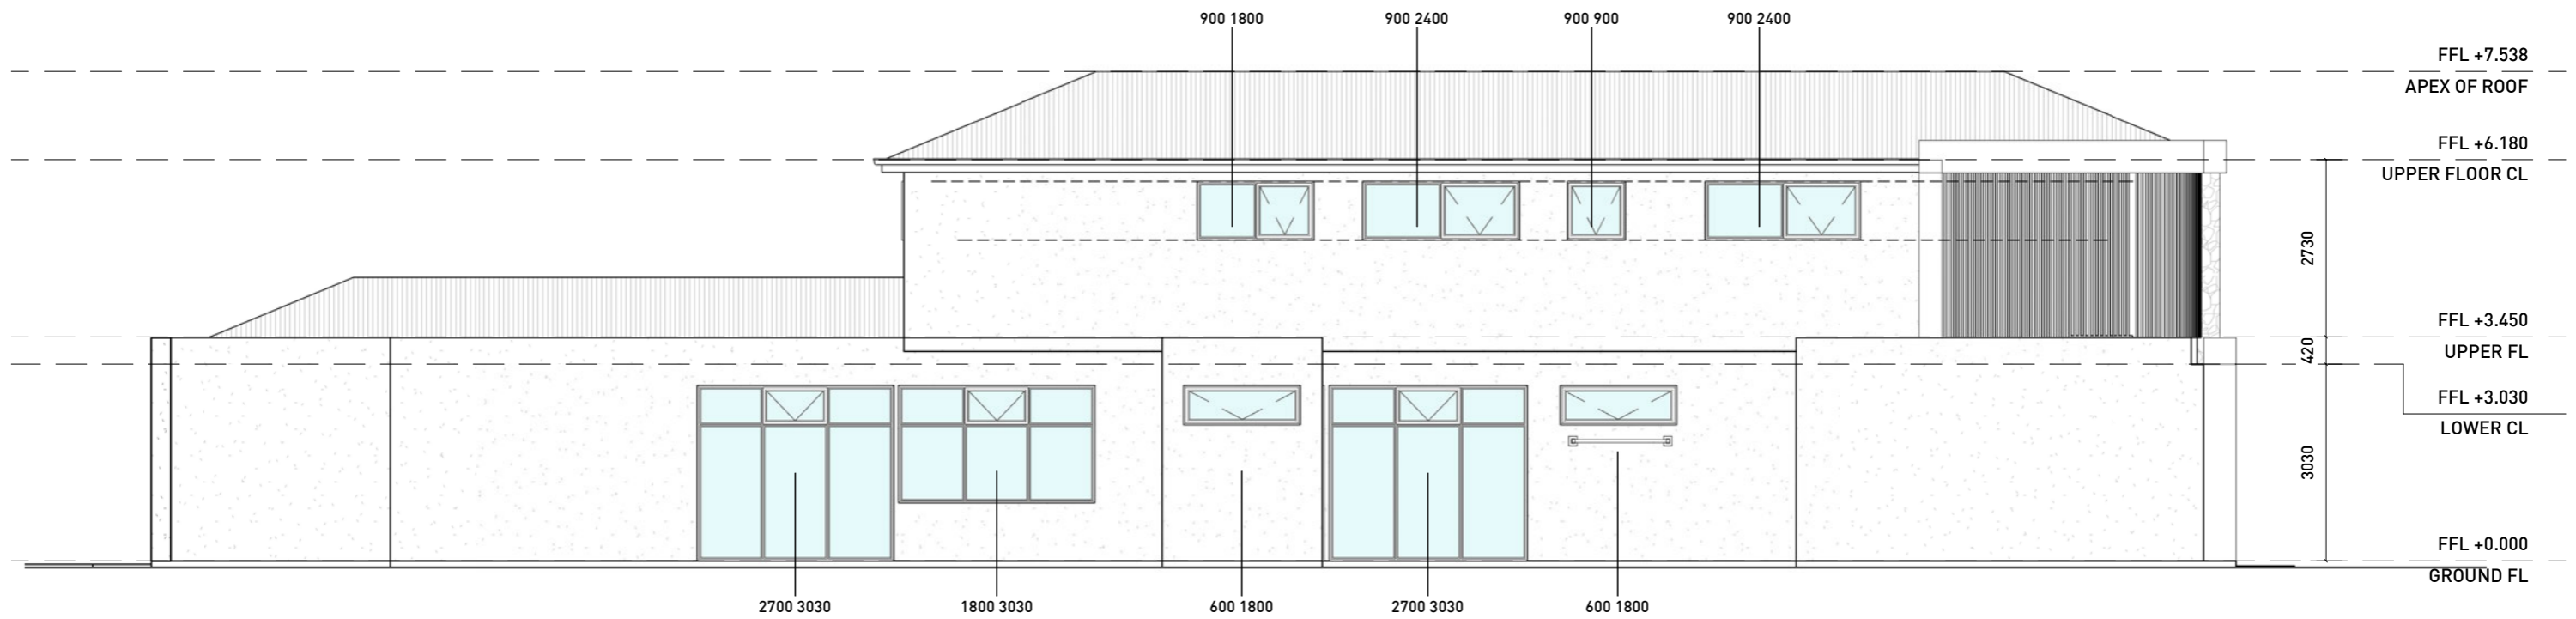 900 1800
900 2400
900 900
900 2400
FFL +7.538
APEX OF ROOF
FFL +6.180
UPPER FLOOR CL
2730
FFL +3.450
UPPER FL
420
FFL +3.030
LOWER CL
3030
FFL +0.000
GROUND FL
2700 3030
1800 3030
600 1800
2700 3030
600 1800